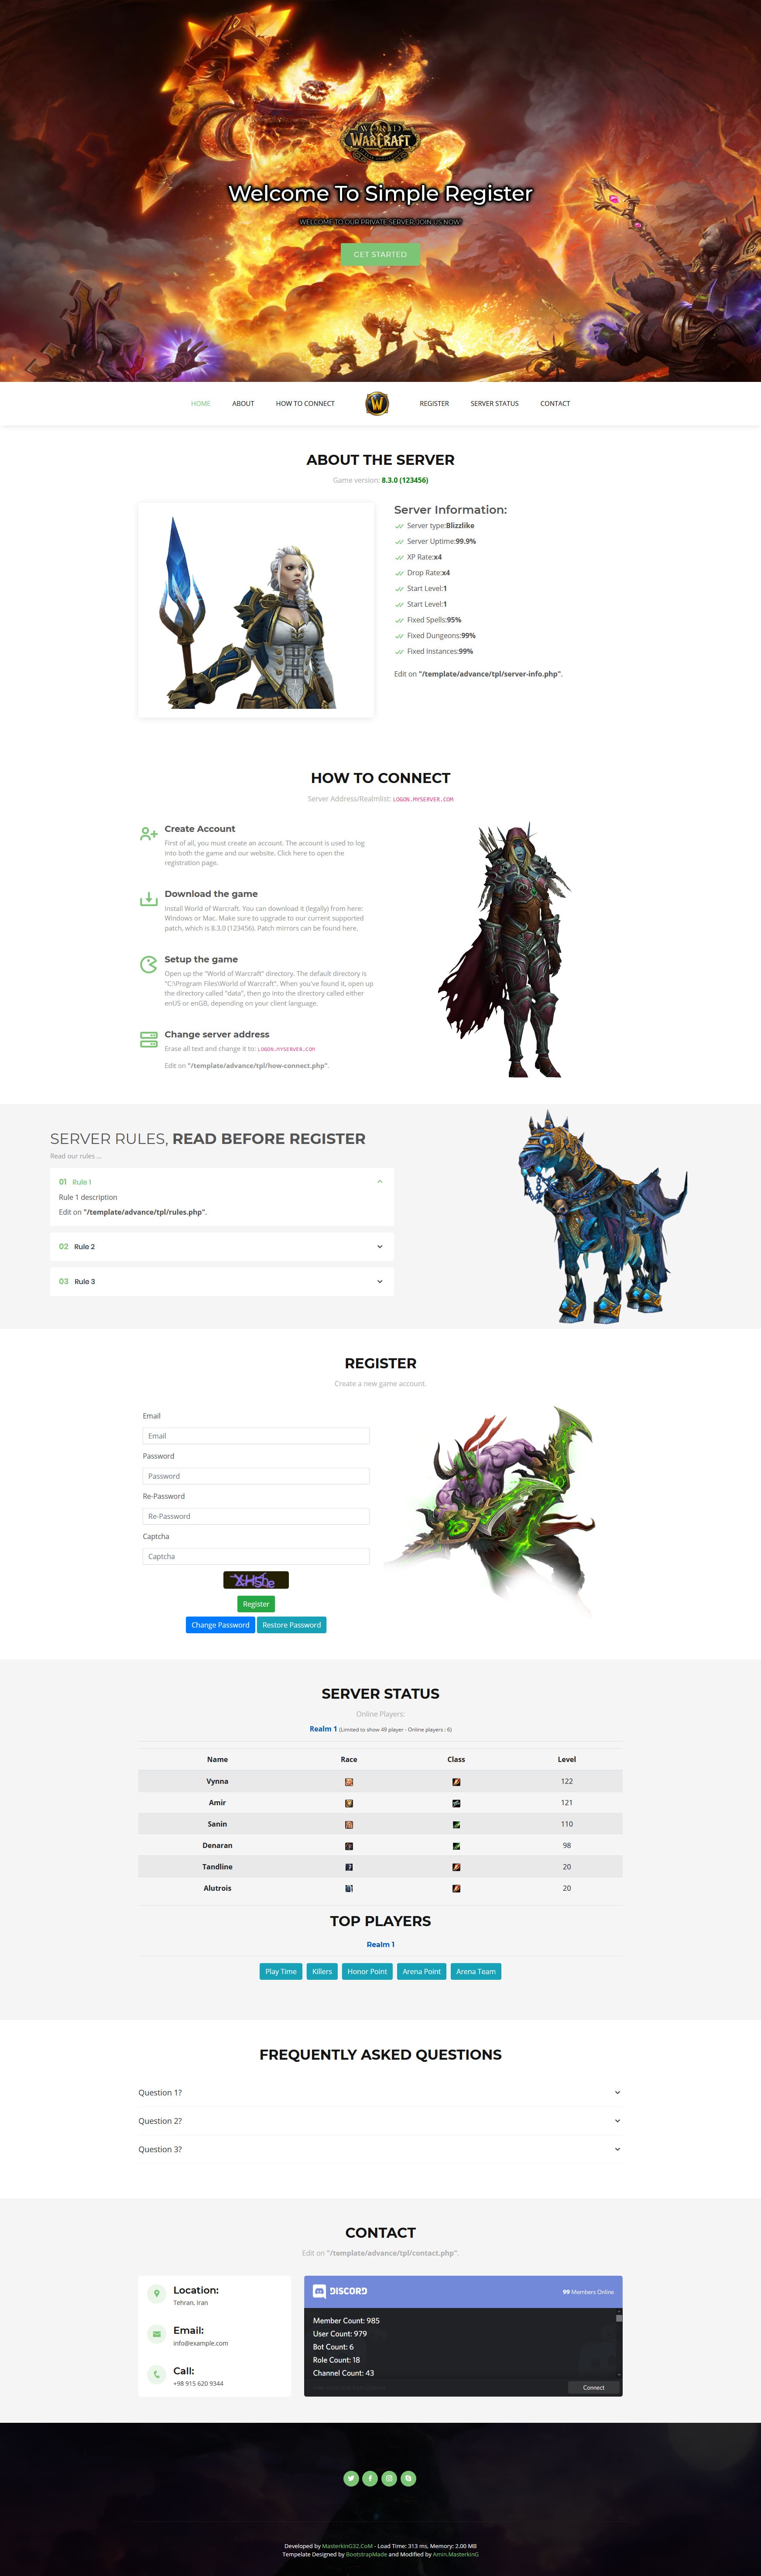 WORLD
WARCRAFT
Welcome To Simple Register
WELCOME TO OUR PRIVATE SERVER, JOIN US NOW!
GET STARTED
HOME ABOUT HOW TO CONNECT W REGISTER SERVER STATUS CONTACT
ABOUT THE SERVER
Game version: 8.3.0 (123456)
Server Information:
Server type:Blizzlike
Server Uptime:99.9%
XP Rate:x4
Drop Rate:x4
Start Level:1
Start Level:1
Fixed Spells:95%
Fixed Dungeons:99%
Fixed Instances:99%
Edit on "/template/advance/tpl/server-info.php".
HOW TO CONNECT
Server Address/Realmlist: LOGON.MYSERVER.COM
Create Account
First of all, you must create an account. The account is used to log
into both the game and our website. Click here to open the
registration page.
Download the game
Install World of Warcraft. You can download it (legally) from here:
Windows or Mac. Make sure to upgrade to our current supported
patch, which is 8.3.0 (123456). Patch mirrors can be found here.
Setup the game
Open up the "World of Warcraft" directory. The default directory is
"C:\Program Files\World of Warcraft". When you've found it, open up
the directory called "data", then go into the directory called either
enUS or enGB, depending on your client language.
Change server address
Erase all text and change it to: LOGON.MYSERVER.COM
Edit on "/template/advance/tpl/how-connect.php".
SERVER RULES, READ BEFORE REGISTER
Read our rules ...
01 Rule 1
Rule 1 description
Edit on "/template/advance/tpl/rules.php".
02 Rule 2
03 Rule 3
REGISTER
Create a new game account.
Email
Email
Password
Password
Re-Password
Re-Password
Captcha
Captcha
Register
Change Password Restore Password
SERVER STATUS
Online Players:
Realm 1 (Limited to show 49 player - Online players : 6)
Name Race Class Level
Vynna 122
Amir 121
Sanin 110
Denaran 98
Tandline 20
Alutrois 20
TOP PLAYERS
Realm 1
Play Time Killers Honor Point Arena Point Arena Team
FREQUENTLY ASKED QUESTIONS
Question 1?
Question 2?
Question 3?
CONTACT
Edit on "/template/advance/tpl/contact.php".
Location:
Tehran, Iran
Email:
info@example.com
Call:
+98 915 620 9344
DISCORD 99 Members Online
Member Count: 985
User Count: 979
Bot Count: 6
Role Count: 18
Channel Count: 43
Connect
Developed by MasterkinG32.CoM - Load Time: 313 ms, Memory: 2.00 MB
Tempelate Designed by BootstrapMade and Modified by Amin.MasterkinG